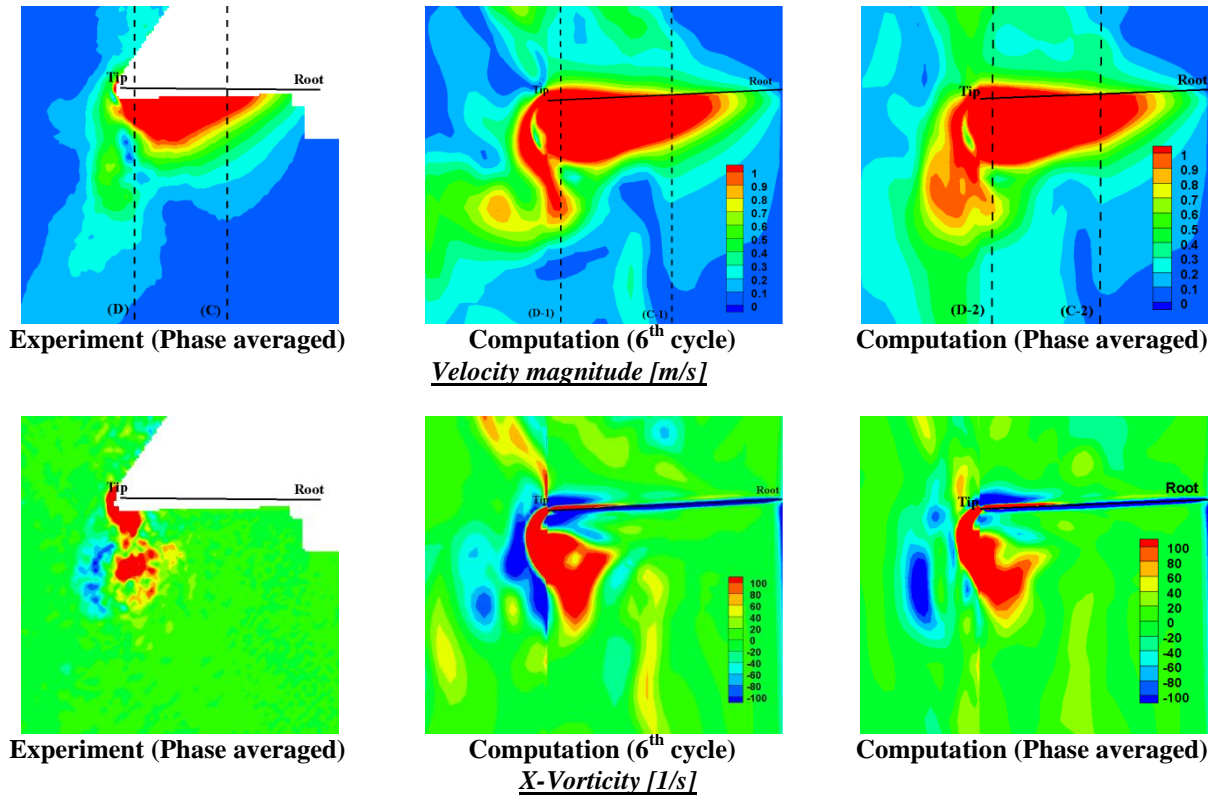 Tip Root
(D) (C)
Experiment (Phase averaged)
Tip Root
1
0.9
0.8
0.7
0.6
0.5
0.4
0.3
0.2
0.1
0
(D-1) (C-1)
Computation (6th cycle)
Tip Root
1
0.9
0.8
0.7
0.6
0.5
0.4
0.3
0.2
0.1
0
(D-2) (C-2)
Computation (Phase averaged)
Velocity magnitude [m/s]
Tip Root
Experiment (Phase averaged)
Tip Root
100
80
60
40
20
0
-20
-40
-60
-80
-100
Computation (6th cycle)
Tip Root
100
80
60
40
20
0
-20
-40
-60
-80
-100
Computation (Phase averaged)
X-Vorticity [1/s]